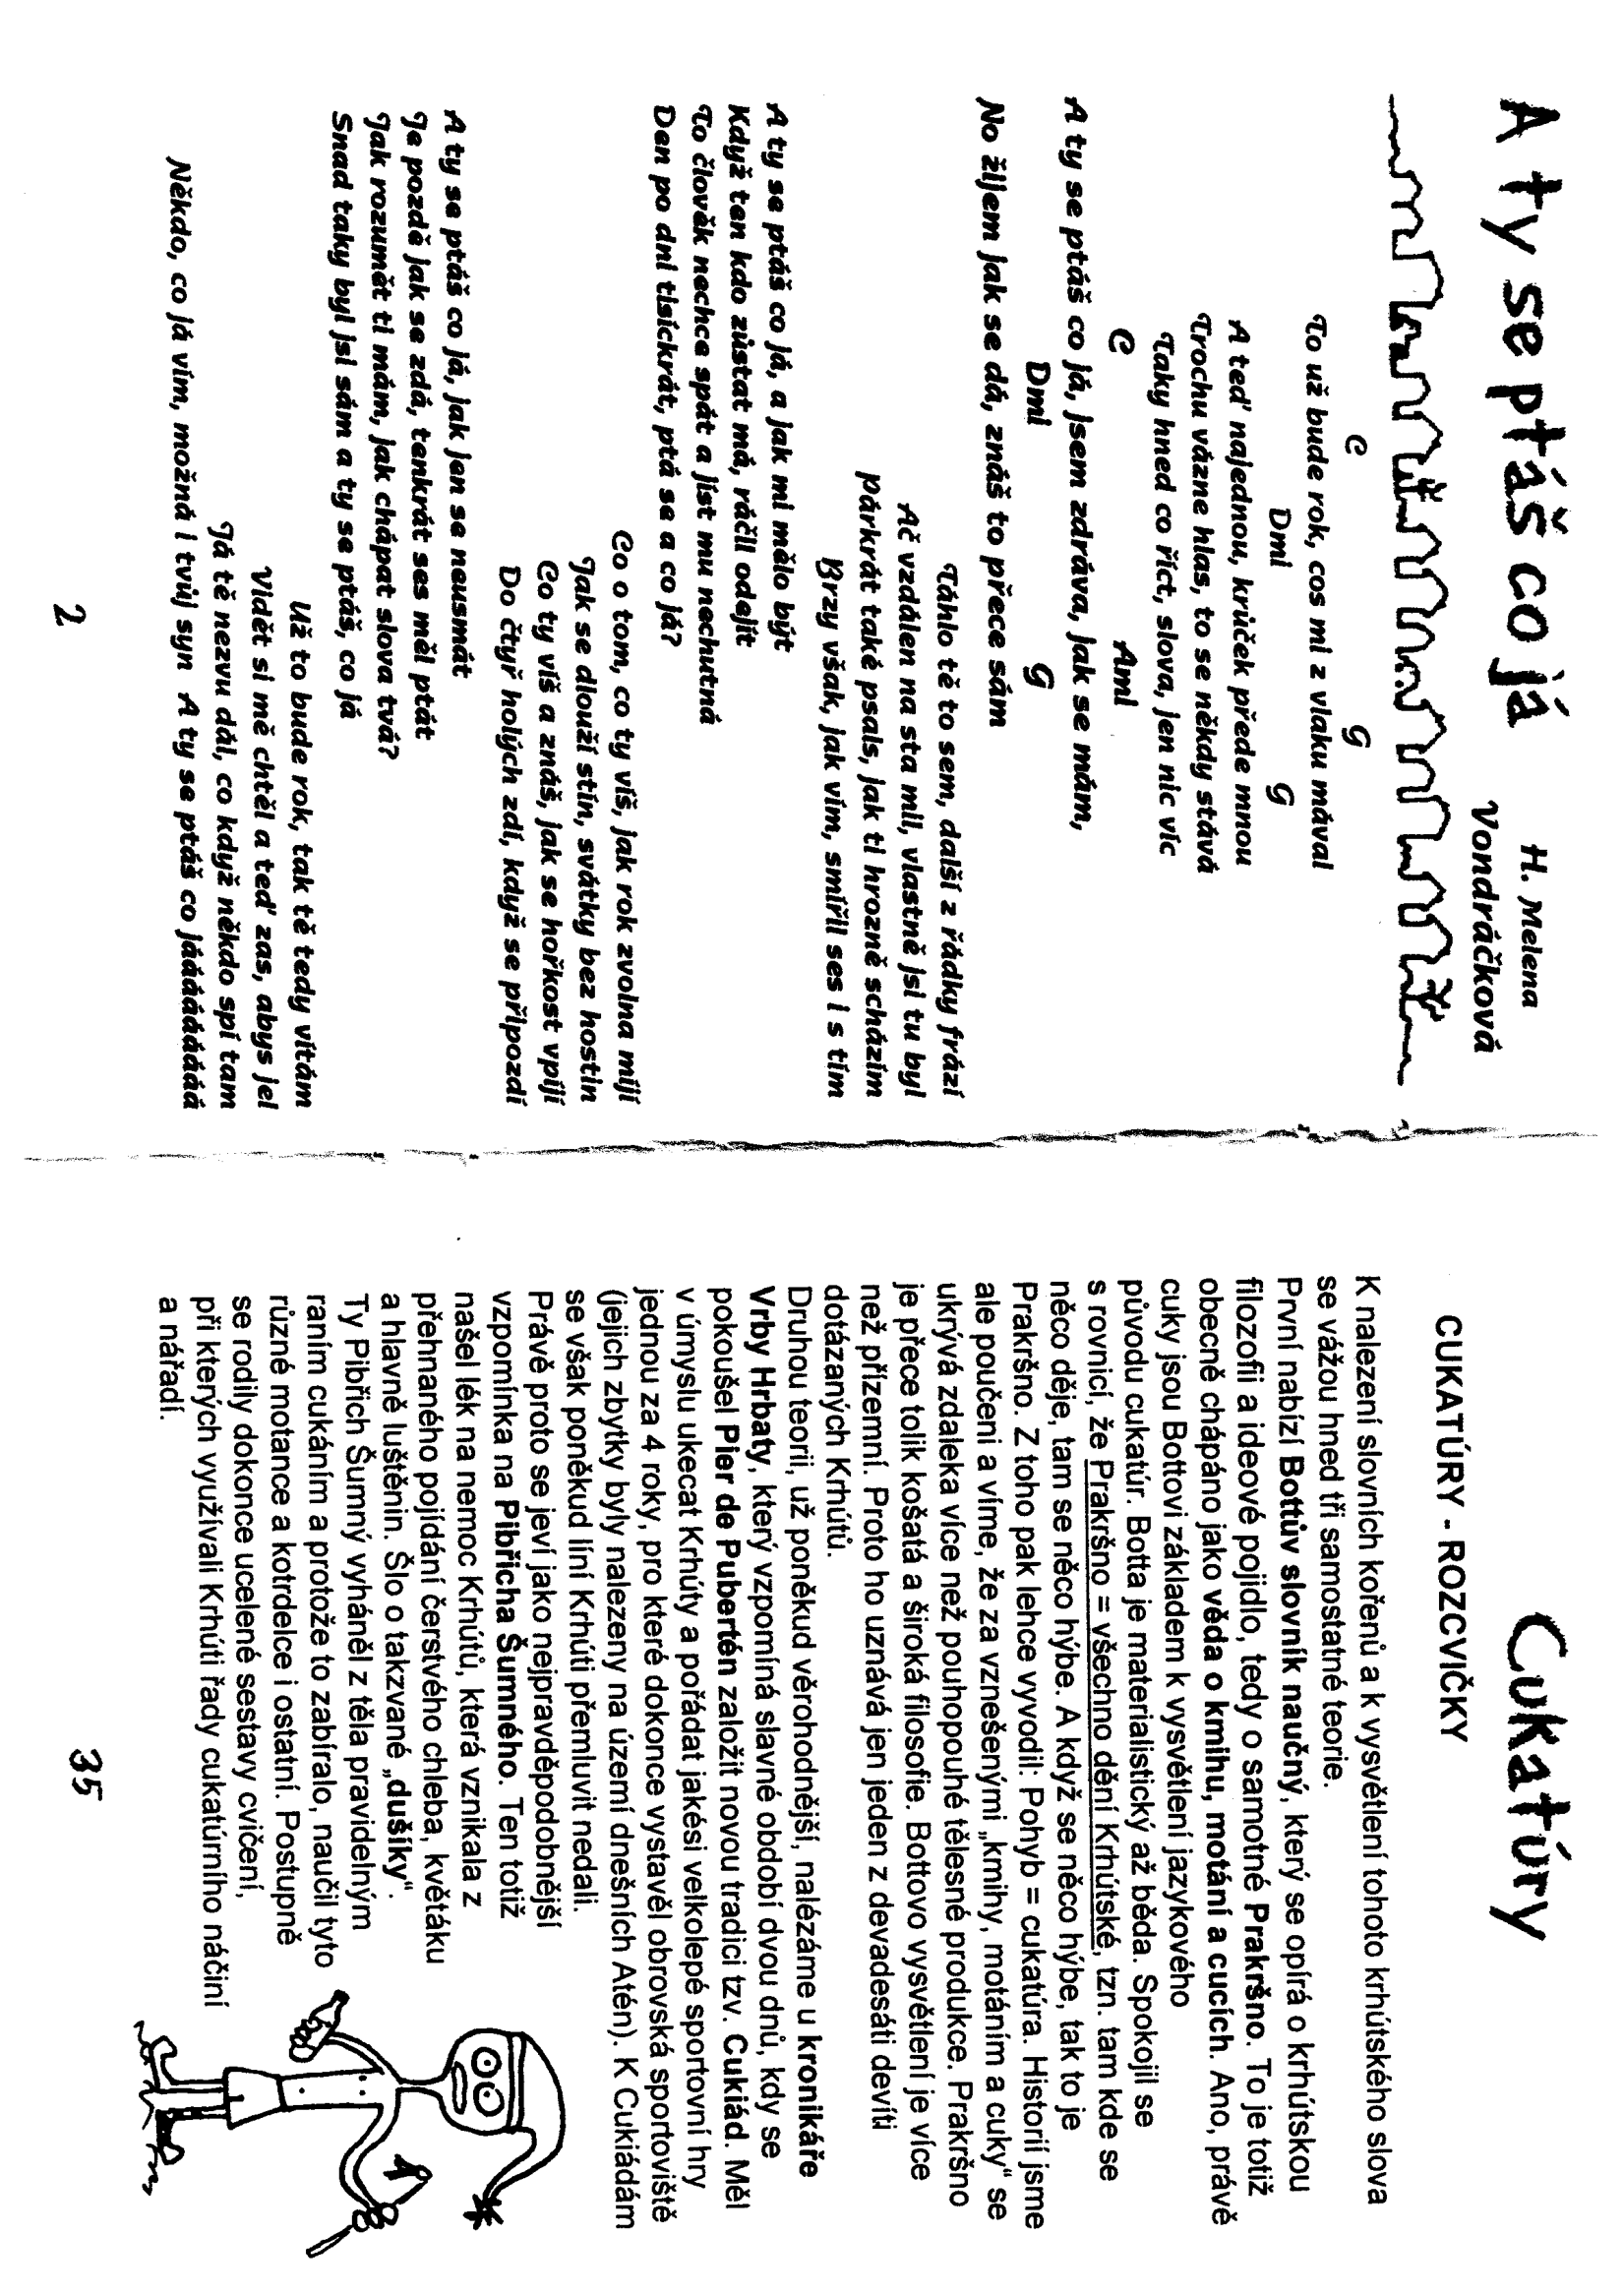 A ty se ptáš co já
H. Melena
Vondráčková
C G
To už bude rok, cos mi z vlaku mával
Dmi G
A teď najednou, krůček přede mnou
Trochu vázne hlas, to se někdy stává
Taky hned co říct, slova, jen nic víc
C Ami
A ty se ptáš co já, jsem zdráva, jak se mám,
Dmi G
No žijem jak se dá, znáš to přece sám
Táhlo tě to sem, další z řádky frází
Ač vzdálen na sta mil, vlastně jsi tu byl
párkrát také psals, jak ti hrozně scházím
Brzy však, jak vím, smířil ses i s tím
A ty se ptáš co já, a jak mi mělo být
Když ten kdo zůstat má, ráčil odejít
To člověk nechce spát a jíst mu nechutná
Den po dni tisíckrát, ptá se a co já?
Co o tom, co ty víš, jak rok zvolna míjí
Jak se dlouží stín, svátky bez hostin
Co ty víš a znáš, jak se hořkost vpíjí
Do čtyř holých zdí, když se připozdí
A ty se ptáš co já, jak jen se neusmát
Je pozdě jak se zdá, tenkrát ses měl ptát
Jak rozumět ti mám, jak chápat slova tvá?
Snad taky byl jsi sám a ty se ptáš, co já
Už to bude rok, tak tě tedy vítám
Vidět si mě chtěl a teď zas, abys jel
Já tě nezvu dál, co když někdo spí tam
Někdo, co já vím, možná i tvůj syn A ty se ptáš co jáááááááá
2
Cukatúry
CUKATÚRY - ROZCVIČKY
K nalezení slovních kořenů a k vysvětlení tohoto krhútského slova
se vážou hned tři samostatné teorie.
První nabízí Bottův slovník naučný, který se opírá o krhútskou
filozofii a ideové pojidlo, tedy o samotné Prakršno. To je totiž
obecně chápáno jako věda o kmihu, motání a cucích. Ano, právě
cuky jsou Bottovi základem k vysvětlení jazykového
původu cukatúr. Botta je materialistický až běda. Spokojil se
s rovnicí, že Prakršno = všechno dění Krhútské, tzn. tam kde se
něco děje, tam se něco hýbe. A když se něco hýbe, tak to je
Prakršno. Z toho pak lehce vyvodil: Pohyb = cukatúra. Historií jsme
ale poučeni a víme, že za vznešenými „kmihy, motáním a cuky" se
ukrývá zdaleka více než pouhopouhé tělesné produkce. Prakršno
je přece tolik košatá a široká filosofie. Bottovo vysvětlení je více
než přízemní. Proto ho uznává jen jeden z devadesáti devíti
dotázaných Krhútů.
Druhou teorii, už poněkud věrohodnější, nalézáme u kronikáře
Vrby Hrbaty, který vzpomíná slavné období dvou dnů, kdy se
pokoušel Pier de Pubertén založit novou tradici tzv. Cukiád. Měl
v úmyslu ukecat Krhúty a pořádat jakési velkolepé sportovní hry
jednou za 4 roky, pro které dokonce vystavěl obrovská sportoviště
(jejich zbytky byly nalezeny na území dnešních Atén). K Cukiádám
se však poněkud líní Krhúti přemluvit nedali.
Právě proto se jeví jako nejpravděpodobnější
vzpomínka na Pibřicha Šumného. Ten totiž
našel lék na nemoc Krhútů, která vznikala z
přehnaného pojídání čerstvého chleba, květáku
a hlavně luštěnin. Šlo o takzvané „dušíky".
Ty Pibřich Šumný vyháněl z těla pravidelným
raním cukáním a protože to zabíralo, naučil tyto
různé motance a kotrdelce i ostatní. Postupně
se rodily dokonce ucelené sestavy cvičení,
při kterých využívali Krhúti řady cukatúrního náčiní
a nářadí.
35